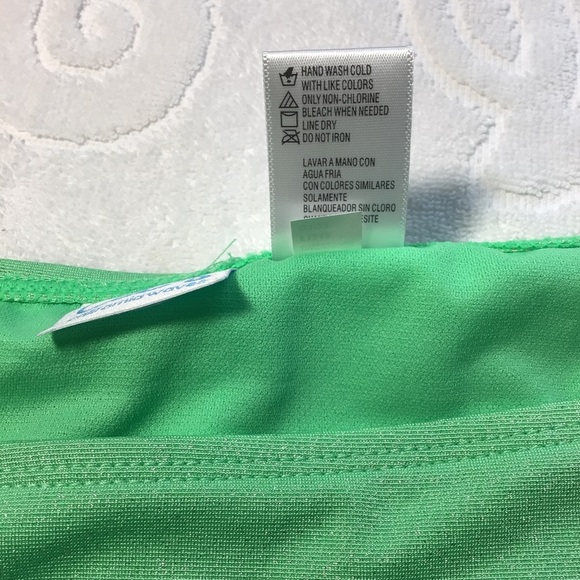 HAND WASH COLD
WITH LIKE COLORS
ONLY NON-CHLORINE
BLEACH WHEN NEEDED
LINE DRY
DO NOT IRON
LAVAR A MANO CON
AGUA FRIA
CON COLORES SIMILARES
SOLAMENTE
BLANQUEADOR SIN CLORO